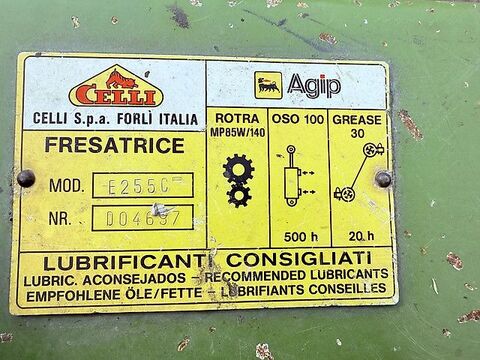 CELLI
CELLI S.p.a. FORLÌ ITALIA
FRESATRICE
MOD. E255C
NR. 004697
Agip
ROTRA
MP85W/140
OSO 100
500 h
GREASE
30
20 h
LUBRIFICANTI CONSIGLIATI
LUBRIC. ACONSEJADOS - RECOMMENDED LUBRICANTS
EMPFOHLENE ÖLE/FETTE - LUBRIFIANTS CONSEILLES